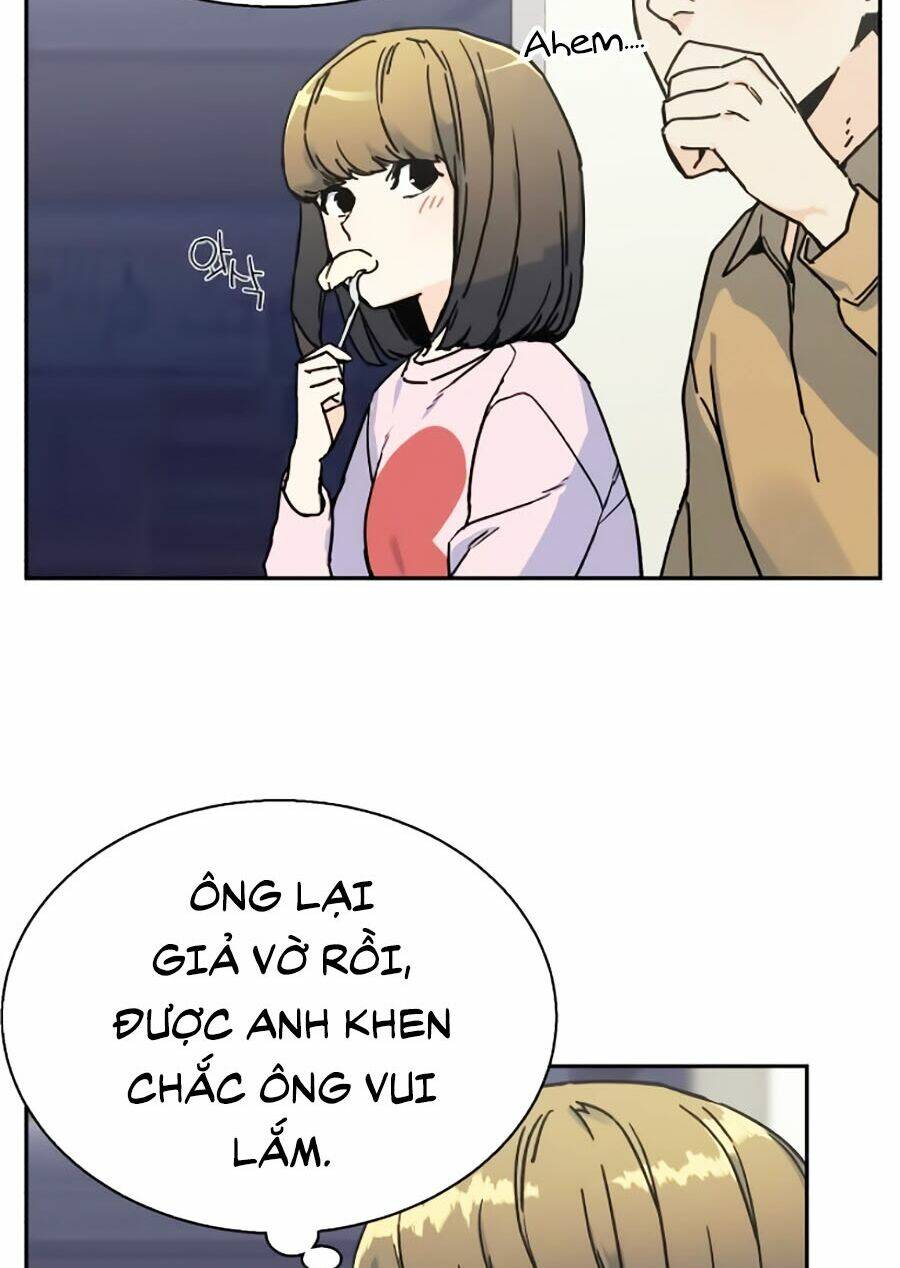 Ahem....
와삭
ÔNG LẠI
GIẢ VỜ RỒI,
ĐƯỢC ANH KHEN
CHẮC ÔNG VUI
LẮM.